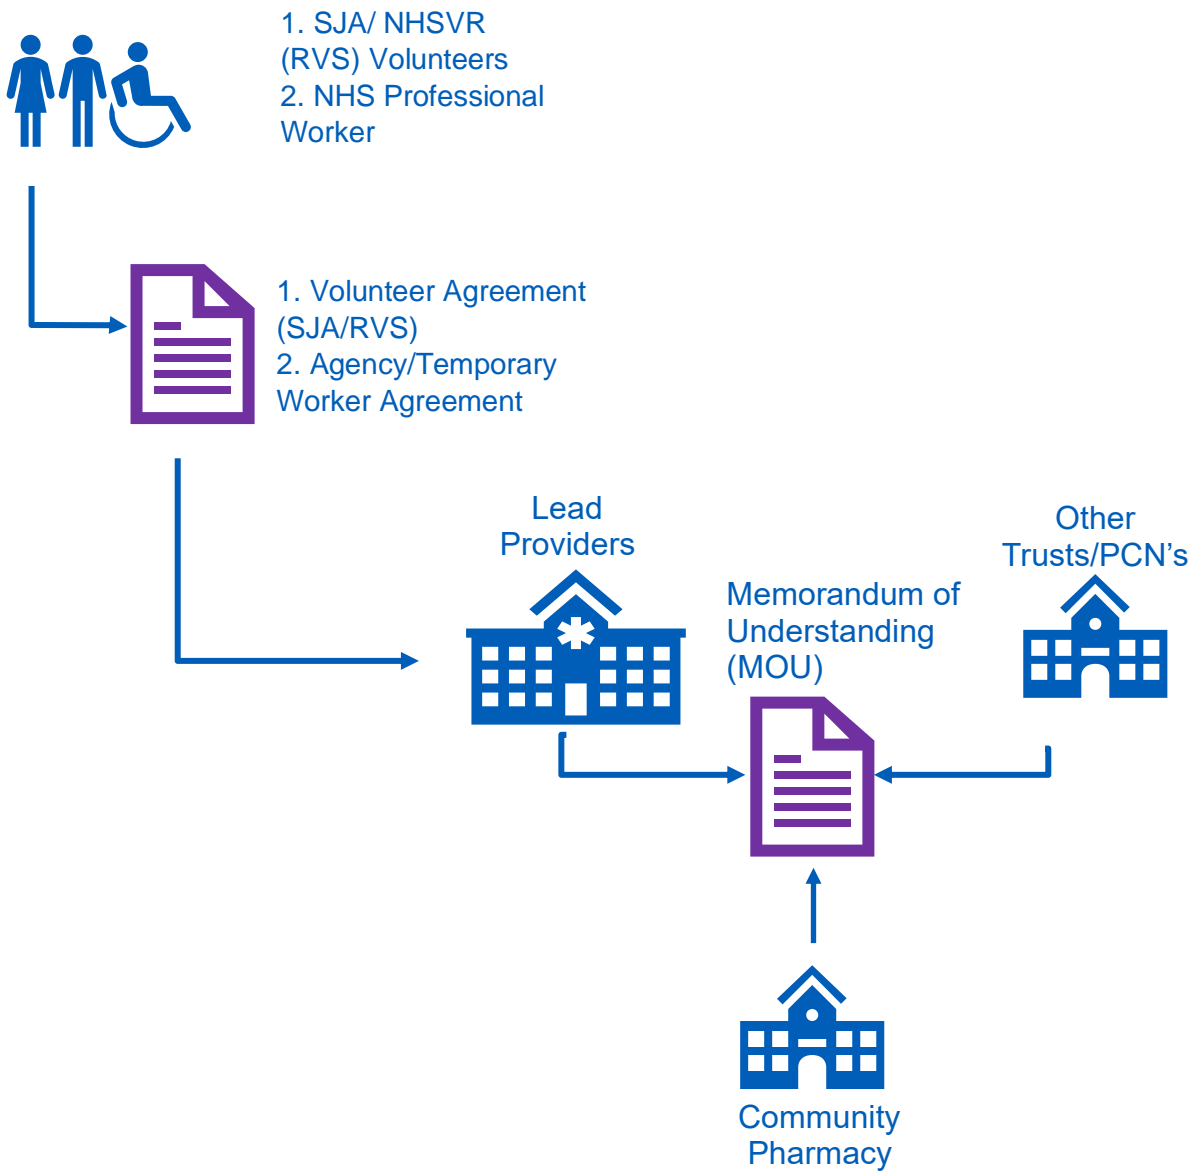 1. SJA/ NHSVR
(RVS) Volunteers
2. NHS Professional
Worker
1. Volunteer Agreement
(SJA/RVS)
2. Agency/Temporary
Worker Agreement
Lead
Providers
Other
Trusts/PCN's
Memorandum of
Understanding
(MOU)
Community
Pharmacy